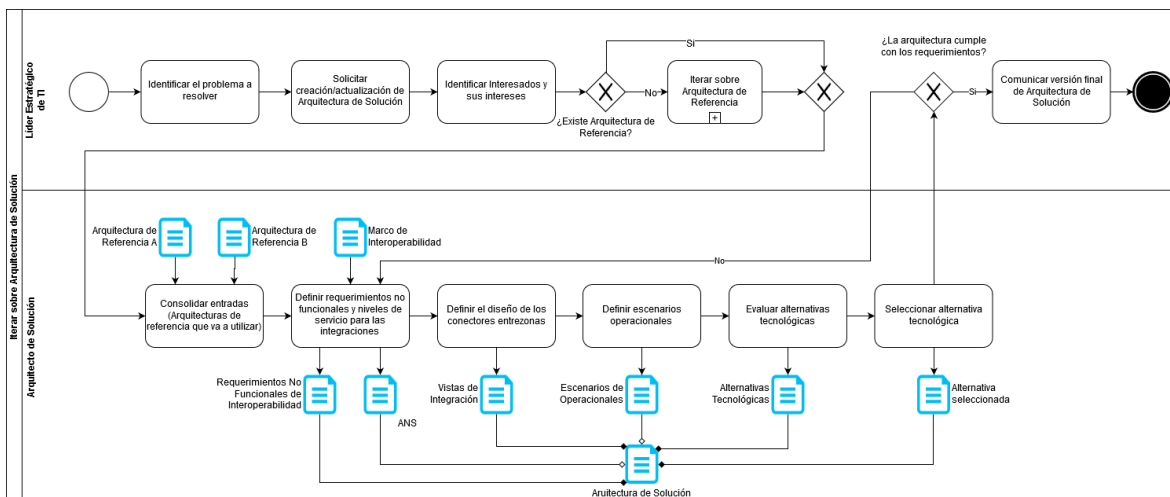 Iterar sobre Arquitectura de Solución
Líder Estratégico
de TI
Identificar el problema a
resolver
Solicitar
creación/actualización de
Arquitectura de Solución
Identificar Interesados y
sus intereses
¿Existe Arquitectura de
Referencia?
Si
No
Iterar sobre
Arquitectura de
Referencia
¿La arquitectura cumple
con los requerimientos?
Si
Comunicar versión final
de Arquitectura de
Solución
Arquitecto de Solución
Arquitectura de
Referencia A
Arquitectura de
Referencia B
Marco de
Interoperabilidad
No
Consolidar entradas
(Arquitecturas de
referencia que va a utilizar)
Definir requerimientos no
funcionales y niveles de
servicio para las
integraciones
Definir el diseño de los
conectores entrezonas
Definir escenarios
operacionales
Evaluar alternativas
tecnológicas
Seleccionar alternativa
tecnológica
Requerimientos No
Funcionales de
Interoperabilidad
ANS
Vistas de
Integración
Escenarios de
Operacionales
Alternativas
Tecnológicas
Alternativa
seleccionada
Aruitectura de Solución